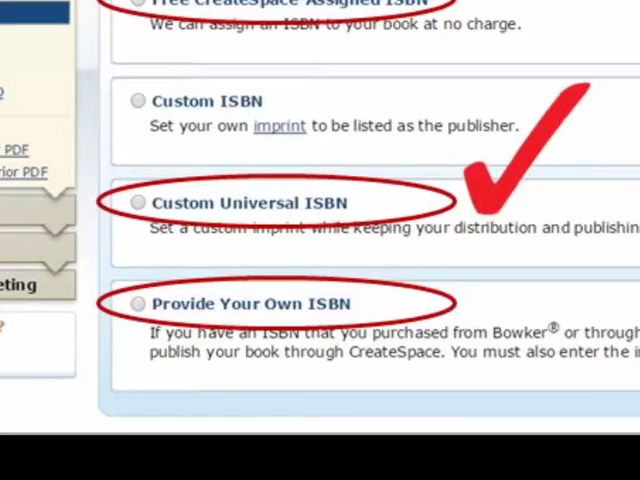 Free CreateSpace-Assigned ISBN
We can assign an ISBN to your book at no charge.
Custom ISBN
Set your own imprint to be listed as the publisher.
PDF
rior PDF
Custom Universal ISBN
Set a custom imprint while keeping your distribution and publishin
eting
Provide Your Own ISBN
?
If you have an ISBN that you purchased from Bowker® or through
publish your book through CreateSpace. You must also enter the i